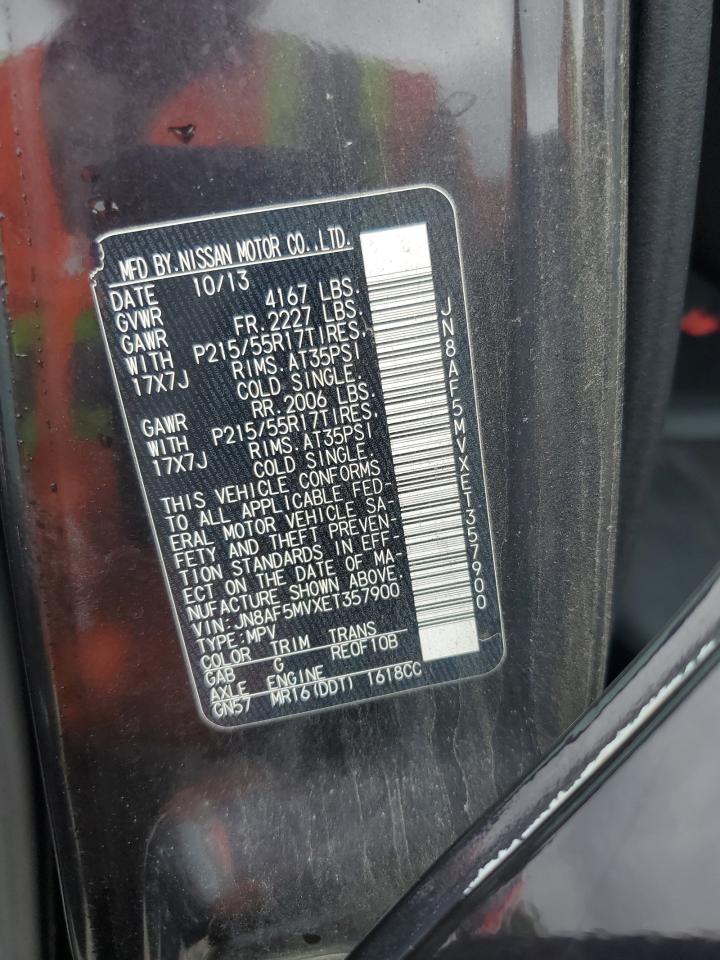 MFD BY.NISSAN MOTOR CO.,LTD.
DATE 10/13
GVWR 4167 LBS.
GAWR FR.2227 LBS.
WITH P215/55R17TIRES.
17X7J RIMS.AT35PSI
COLD SINGLE.
GAWR RR.2006 LBS.
WITH P215/55R17TIRES.
17X7J RIMS.AT35PSI
COLD SINGLE.
THIS VEHICLE CONFORMS
TO ALL APPLICABLE FED-
ERAL MOTOR VEHICLE SA-
FETY AND THEFT PREVEN-
TION STANDARDS IN EFF-
ECT ON THE DATE OF MA-
NUFACTURE SHOWN ABOVE.
VIN:JN8AF5MVXET357900
TYPE:MPV
COLOR TRIM TRANS
GAB G RE0F10B
AXLE ENGINE
GN57 MR16(DDT) 1618CC
JN8AF5MVXET357900